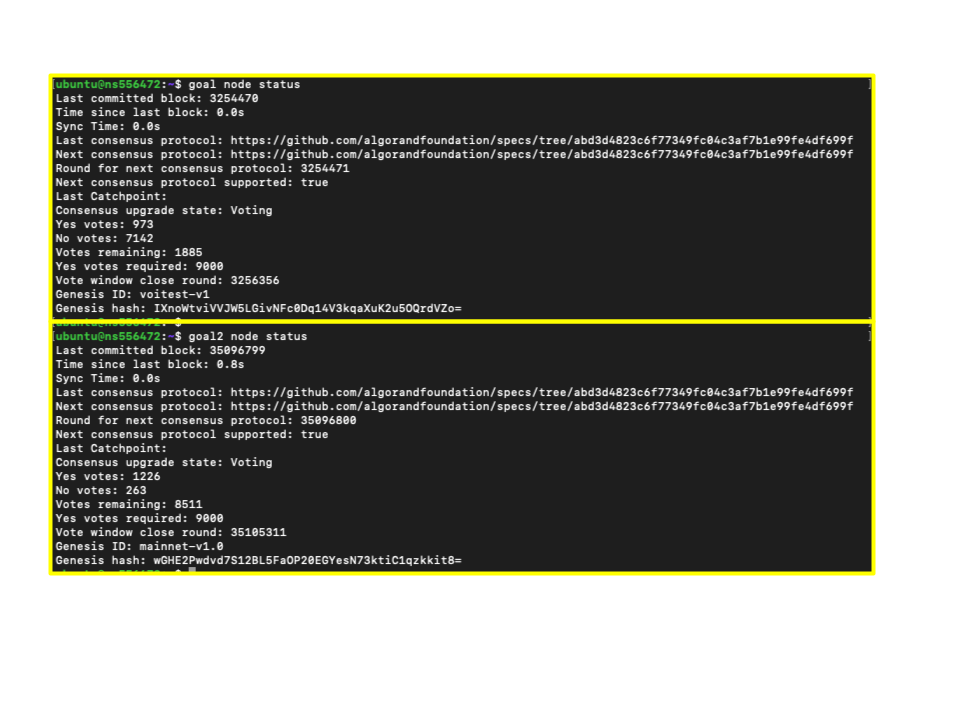 [ubuntu@ns556472:~$ goal node status ]
Last committed block: 3254470
Time since last block: 0.0s
Sync Time: 0.0s
Last consensus protocol: https://github.com/algorandfoundation/specs/tree/abd3d4823c6f77349fc04c3af7b1e99fe4df699f
Next consensus protocol: https://github.com/algorandfoundation/specs/tree/abd3d4823c6f77349fc04c3af7b1e99fe4df699f
Round for next consensus protocol: 3254471
Next consensus protocol supported: true
Last Catchpoint:
Consensus upgrade state: Voting
Yes votes: 973
No votes: 7142
Votes remaining: 1885
Yes votes required: 9000
Vote window close round: 3256356
Genesis ID: voitest-v1
Genesis hash: IXnoWtviVVJW5LGivNFc0Dq14V3kqaXuK2u5OQrdVZo=
[ubuntu@ns556472:~$ goal2 node status ]
Last committed block: 35096799
Time since last block: 0.8s
Sync Time: 0.0s
Last consensus protocol: https://github.com/algorandfoundation/specs/tree/abd3d4823c6f77349fc04c3af7b1e99fe4df699f
Next consensus protocol: https://github.com/algorandfoundation/specs/tree/abd3d4823c6f77349fc04c3af7b1e99fe4df699f
Round for next consensus protocol: 35096800
Next consensus protocol supported: true
Last Catchpoint:
Consensus upgrade state: Voting
Yes votes: 1226
No votes: 263
Votes remaining: 8511
Yes votes required: 9000
Vote window close round: 35105311
Genesis ID: mainnet-v1.0
Genesis hash: wGHE2Pwdvd7S12BL5FaOP20EGYesN73ktiC1qzkkit8=